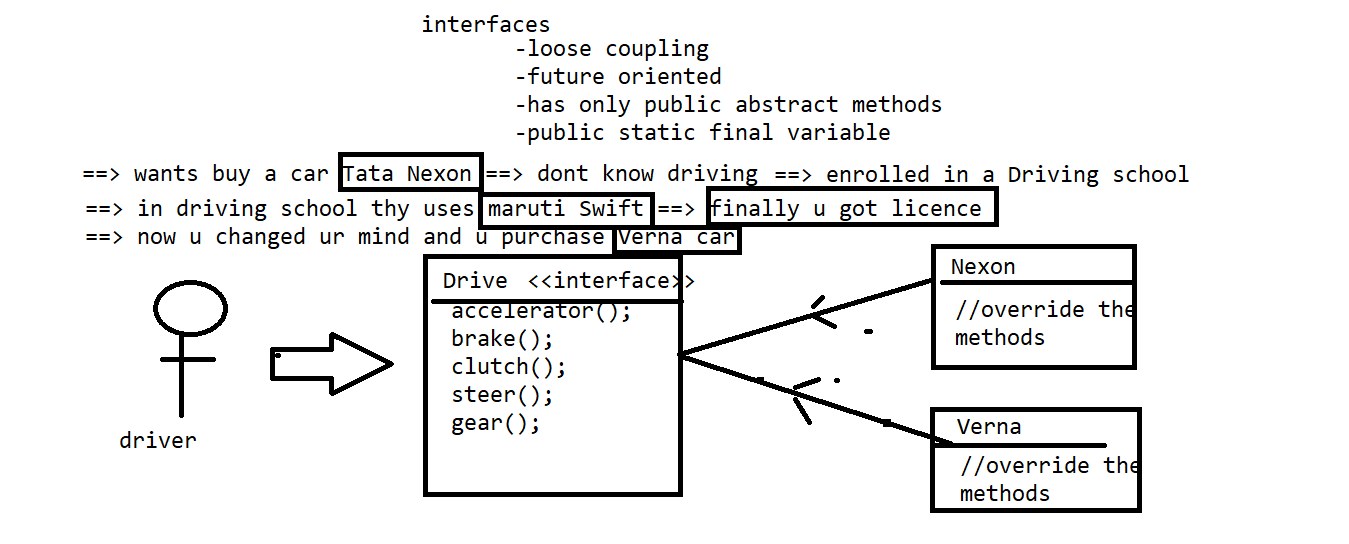 interfaces
-loose coupling
-future oriented
-has only public abstract methods
-public static final variable
==> wants buy a car Tata Nexon ==> dont know driving ==> enrolled in a Driving school
==> in driving school thy uses maruti Swift ==> finally u got licence
==> now u changed ur mind and u purchase Verna car
Drive <<interface>>
accelerator();
brake();
clutch();
steer();
gear();
driver
Nexon
//override the
methods
Verna
//override the
methods